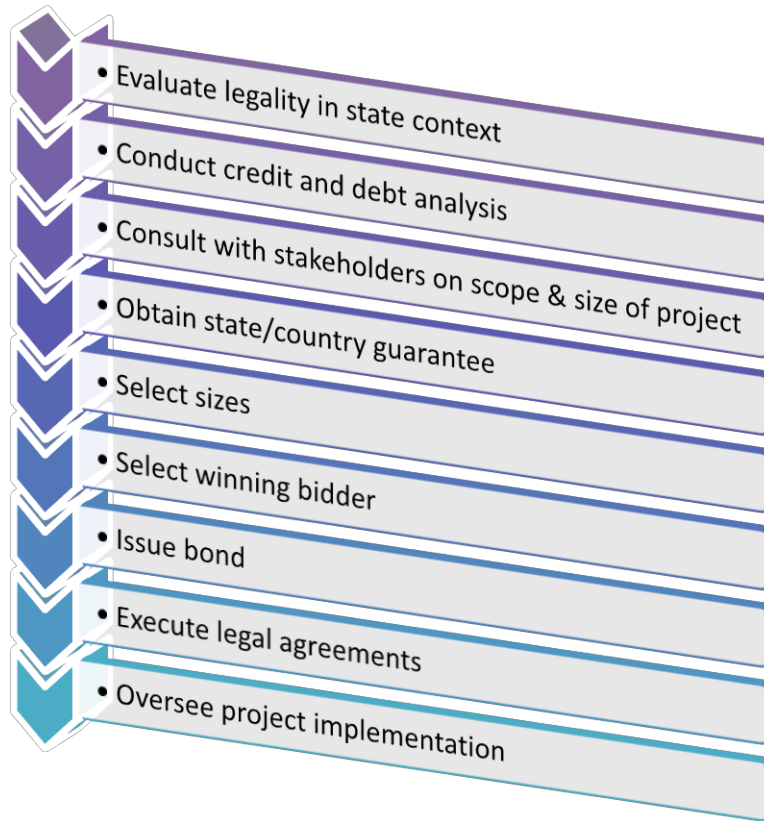 • Evaluate legality in state context
• Conduct credit and debt analysis
• Consult with stakeholders on scope & size of project
• Obtain state/country guarantee
• Select sizes
• Select winning bidder
• Issue bond
• Execute legal agreements
• Oversee project implementation